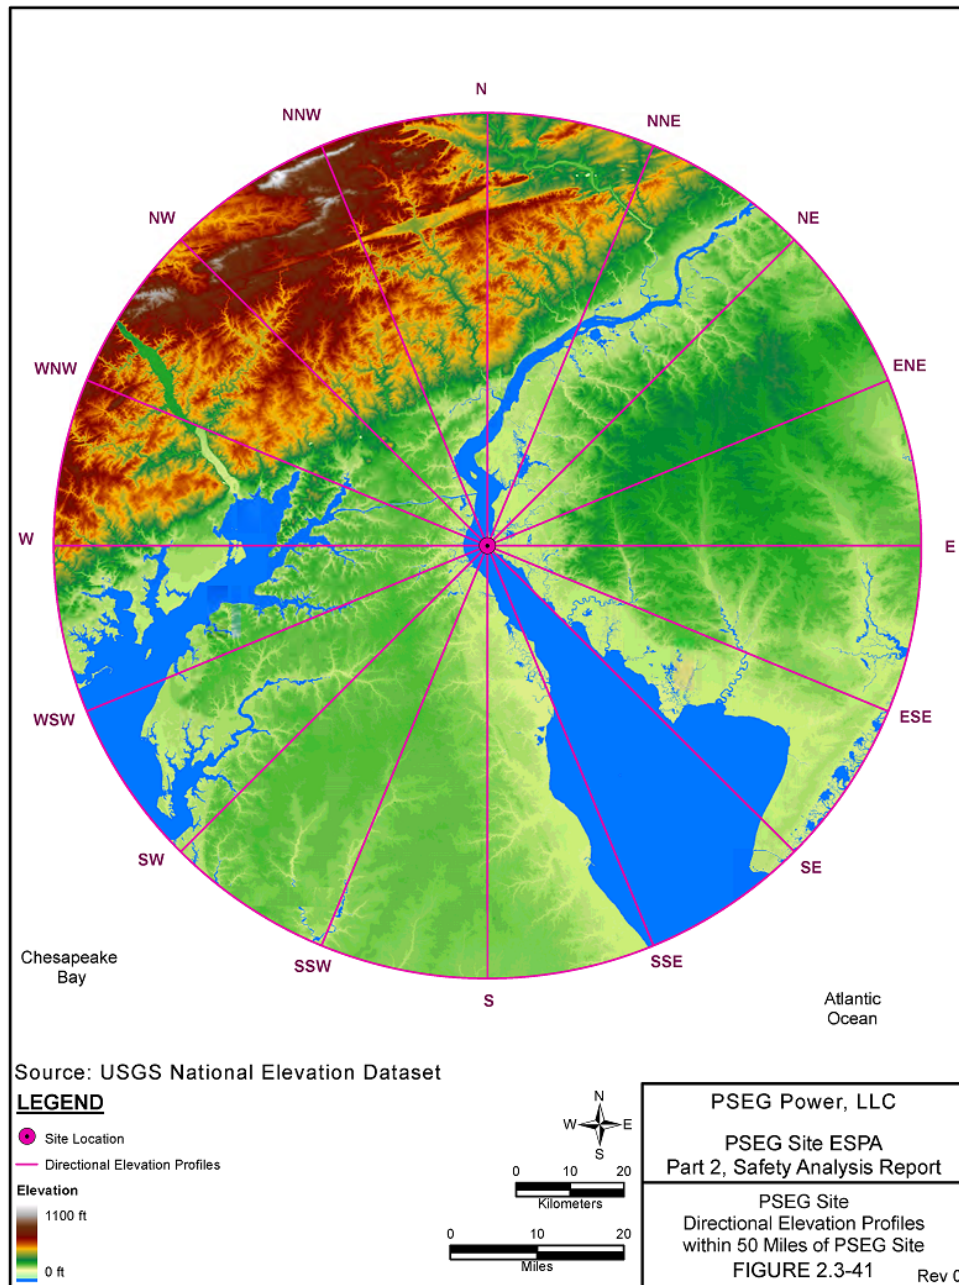 N
NNW
NNE
NW
NE
WNW
ENE
W
E
WSW
ESE
SW
SE
SSW
SSE
S
Chesapeake
Bay
Atlantic
Ocean
Source: USGS National Elevation Dataset
LEGEND
Site Location
Directional Elevation Profiles
Elevation
1100 ft
0 ft
N
W
E
S
0 10 20
Kilometers
0 10 20
Miles
PSEG Power, LLC
PSEG Site ESPA
Part 2, Safety Analysis Report
PSEG Site
Directional Elevation Profiles
within 50 Miles of PSEG Site
FIGURE 2.3-41
Rev 0